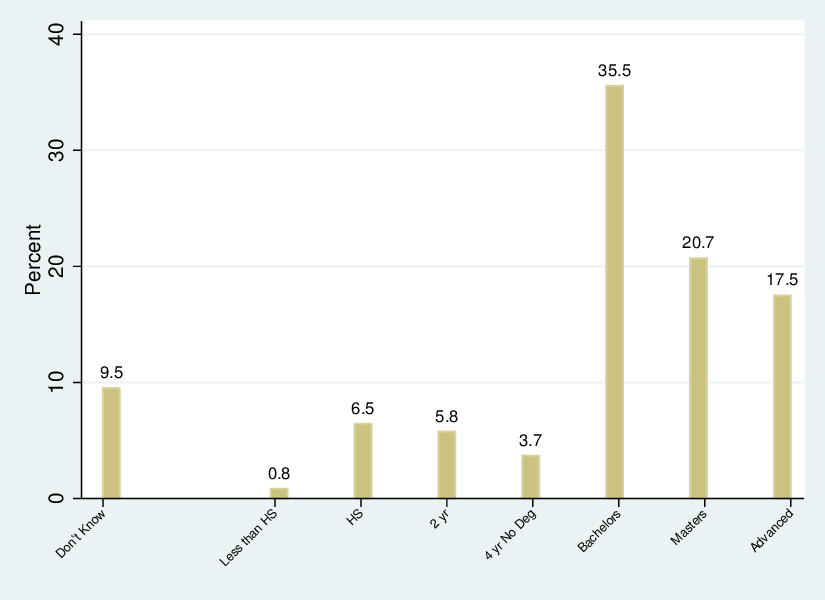 Percent
40
30
20
10
0
9.5
0.8
6.5
5.8
3.7
35.5
20.7
17.5
Don't Know
Less than HS
HS
2 yr
4 yr No Deg
Bachelors
Masters
Advanced